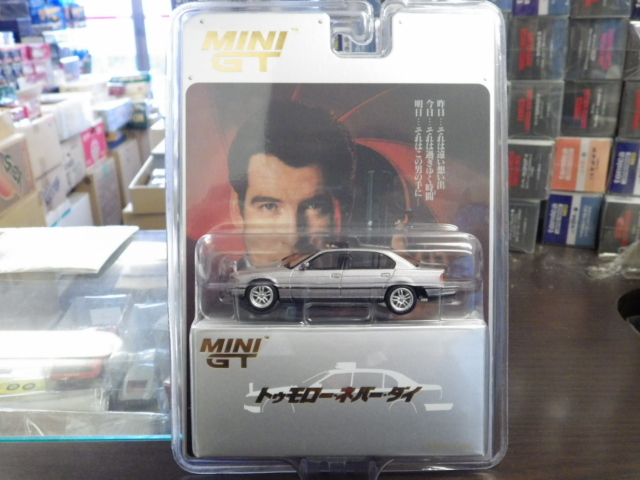 MINI
GT
昨日…それは遠い想い出
今日…それは過ぎゆく時間
明日…それはこの男の手に
MINI
GT
トゥモロー・ネバー・ダイ